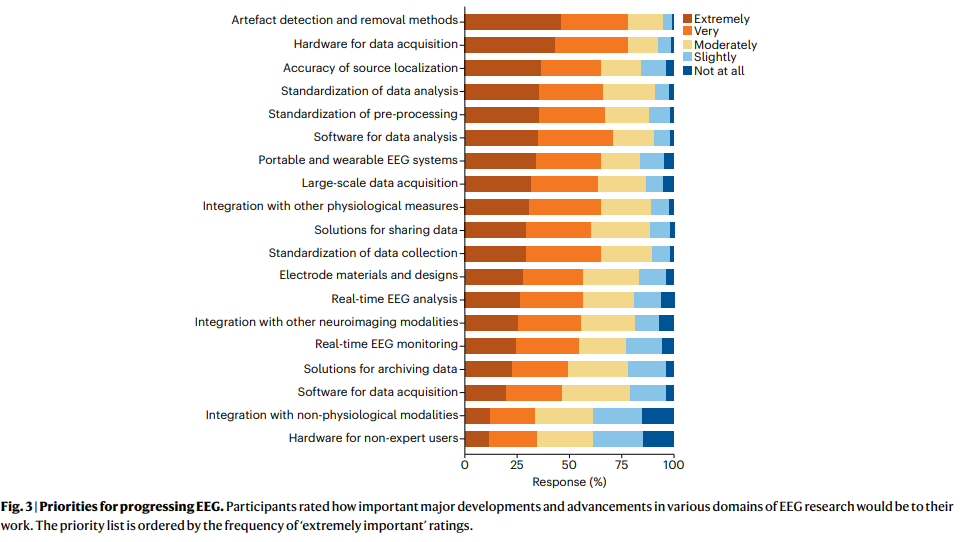 Artefact detection and removal methods
Hardware for data acquisition
Accuracy of source localization
Standardization of data analysis
Standardization of pre-processing
Software for data analysis
Portable and wearable EEG systems
Large-scale data acquisition
Integration with other physiological measures
Solutions for sharing data
Standardization of data collection
Electrode materials and designs
Real-time EEG analysis
Integration with other neuroimaging modalities
Real-time EEG monitoring
Solutions for archiving data
Software for data acquisition
Integration with non-physiological modalities
Hardware for non-expert users
Extremely
Very
Moderately
Slightly
Not at all
0 25 50 75 100
Response (%)
Fig. 3 | Priorities for progressing EEG. Participants rated how important major developments and advancements in various domains of EEG research would be to their
work. The priority list is ordered by the frequency of ‘extremely important’ ratings.